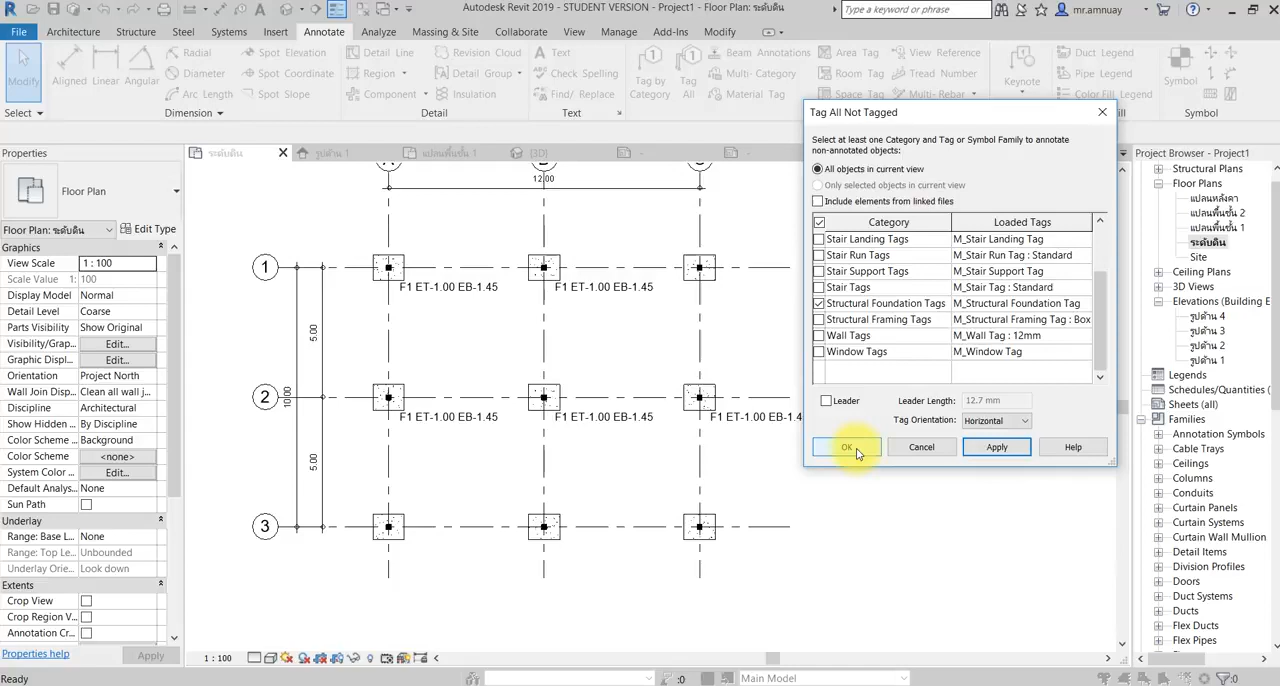 Autodesk Revit 2019 - STUDENT VERSION - Project1 - Floor Plan: ระดับดิน
Type a keyword or phrase
mr.amnuay
File
Architecture
Structure
Steel
Systems
Insert
Annotate
Analyze
Massing & Site
Collaborate
View
Manage
Add-Ins
Modify
Modify
Aligned
Linear
Angular
Radial
Diameter
Arc Length
Spot Elevation
Spot Coordinate
Spot Slope
Detail Line
Region
Component
Revision Cloud
Detail Group
Insulation
Text
Check Spelling
Find/ Replace
Tag by Category
Tag All
Beam Annotations
Multi- Category
Material Tag
Area Tag
Room Tag
Space Tag
View Reference
Tread Number
Multi- Rebar
Keynote
Duct Legend
Pipe Legend
Color Fill Legend
Symbol
Select
Dimension
Detail
Text
Symbol
Properties
Floor Plan
Floor Plan: ระดับดิน
Edit Type
Graphics
View Scale 1 : 100
Scale Value 1: 100
Display Model Normal
Detail Level Coarse
Parts Visibility Show Original
Visibility/Grap... Edit...
Graphic Displ... Edit...
Orientation Project North
Wall Join Disp... Clean all wall j...
Discipline Architectural
Show Hidden ... By Discipline
Color Scheme ... Background
Color Scheme <none>
System Color ... Edit...
Default Analys... None
Sun Path
Underlay
Range: Base L... None
Range: Top Le... Unbounded
Underlay Orie... Look down
Extents
Crop View
Crop Region V...
Annotation Cr...
Properties help
Apply
ระดับดิน
รูปด้าน 1
แปลนพื้นชั้น 1
{3D}
12.00
1
F1 ET-1.00 EB-1.45
F1 ET-1.00 EB-1.45
5.00
2
10.00
F1 ET-1.00 EB-1.45
F1 ET-1.00 EB-1.45
F1 ET-1.00 EB-1.4
5.00
3
1 : 100
Tag All Not Tagged
Select at least one Category and Tag or Symbol Family to annotate
non-annotated objects:
All objects in current view
Only selected objects in current view
Include elements from linked files
Category Loaded Tags
Stair Landing Tags M_Stair Landing Tag
Stair Run Tags M_Stair Run Tag : Standard
Stair Support Tags M_Stair Support Tag
Stair Tags M_Stair Tag : Standard
Structural Foundation Tags M_Structural Foundation Tag
Structural Framing Tags M_Structural Framing Tag : Box
Wall Tags M_Wall Tag : 12mm
Window Tags M_Window Tag
Leader
Leader Length: 12.7 mm
Tag Orientation: Horizontal
OK
Cancel
Apply
Help
Project Browser - Project1
Structural Plans
Floor Plans
แปลนหลังคา
แปลนพื้นชั้น 2
แปลนพื้นชั้น 1
ระดับดิน
Site
Ceiling Plans
3D Views
Elevations (Building E
รูปด้าน 4
รูปด้าน 3
รูปด้าน 2
รูปด้าน 1
Legends
Schedules/Quantities (
Sheets (all)
Families
Annotation Symbols
Cable Trays
Ceilings
Columns
Conduits
Curtain Panels
Curtain Systems
Curtain Wall Mullion
Detail Items
Division Profiles
Doors
Duct Systems
Ducts
Flex Ducts
Flex Pipes
Ready
:0
Main Model
:0